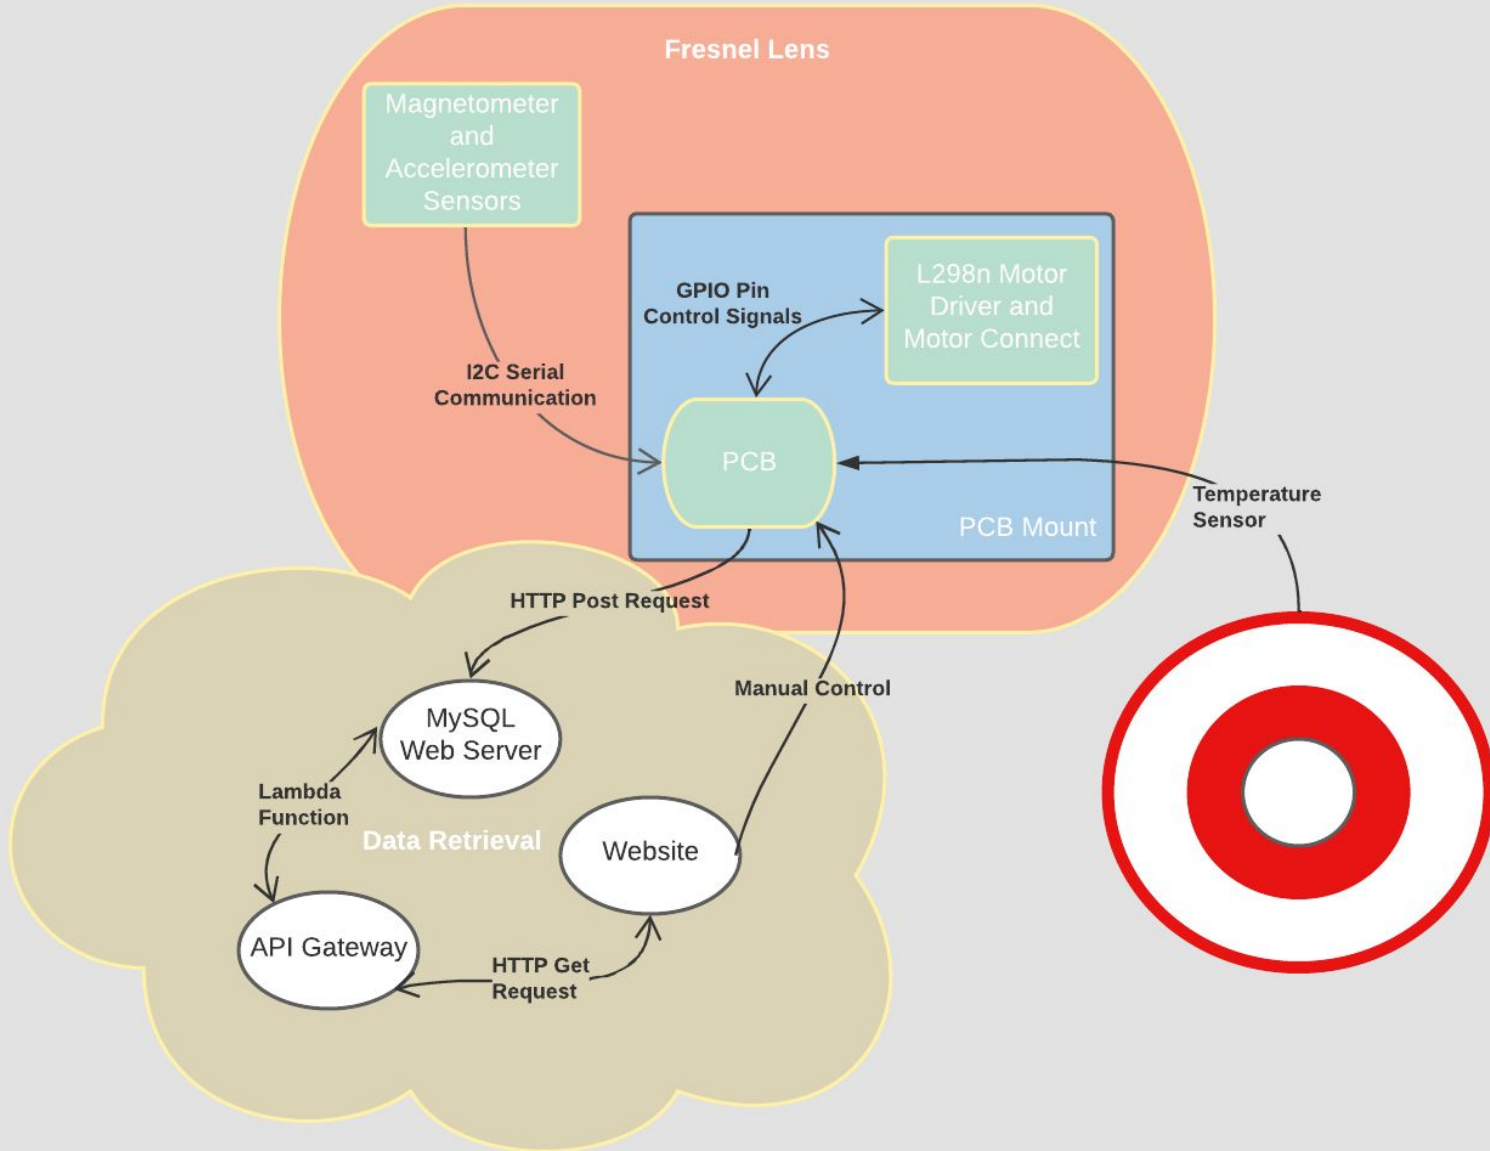 Fresnel Lens
Magnetometer
and
Accelerometer
Sensors
GPIO Pin
Control Signals
L298n Motor
Driver and
Motor Connect
I2C Serial
Communication
PCB
PCB Mount
Temperature
Sensor
HTTP Post Request
Manual Control
MySQL
Web Server
Lambda
Function
Data Retrieval
Website
API Gateway
HTTP Get
Request